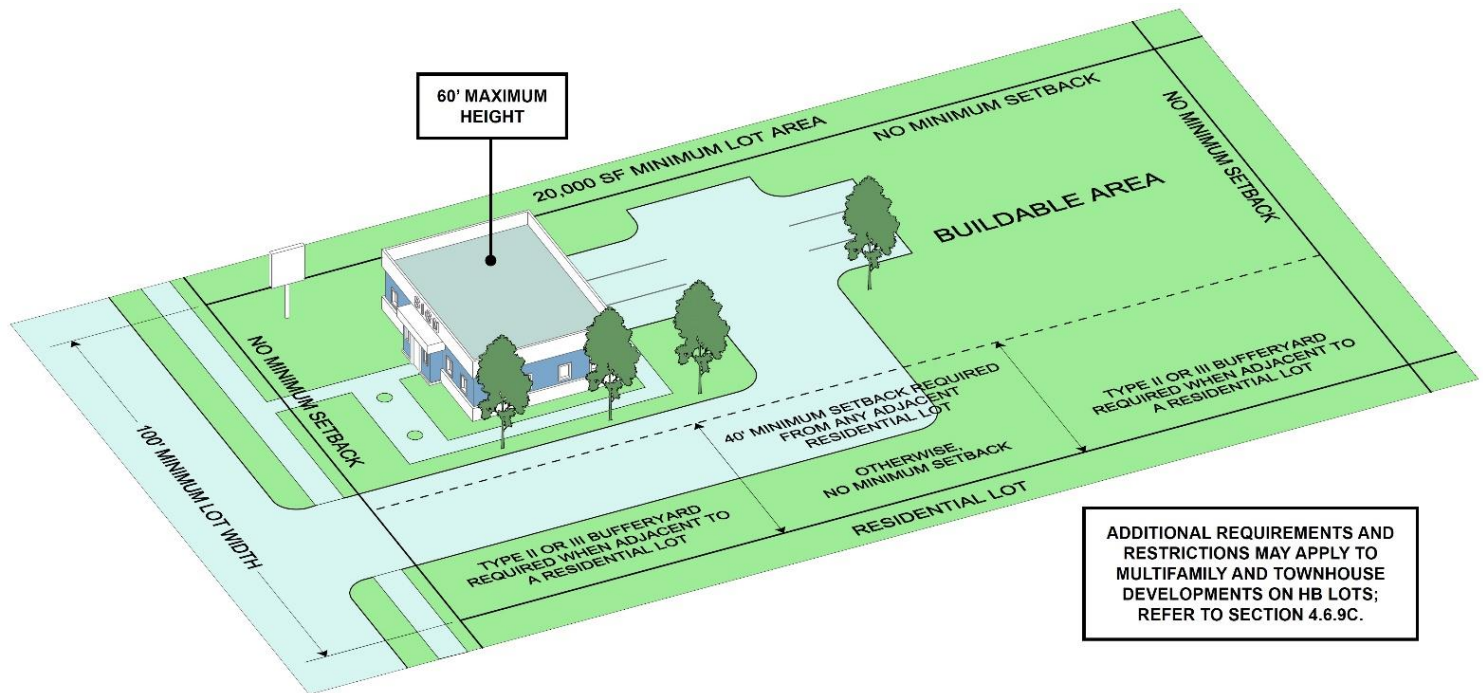 60' MAXIMUM
HEIGHT
20,000 SF MINIMUM LOT AREA
NO MINIMUM SETBACK
NO MINIMUM SETBACK
BUILDABLE AREA
SIGN
NO MINIMUM SETBACK
100' MINIMUM LOT WIDTH
40' MINIMUM SETBACK REQUIRED
FROM ANY ADJACENT
RESIDENTIAL LOT
OTHERWISE,
NO MINIMUM SETBACK
TYPE II OR III BUFFERYARD
REQUIRED WHEN ADJACENT TO
A RESIDENTIAL LOT
TYPE II OR III BUFFERYARD
REQUIRED WHEN ADJACENT TO
A RESIDENTIAL LOT
RESIDENTIAL LOT
ADDITIONAL REQUIREMENTS AND
RESTRICTIONS MAY APPLY TO
MULTIFAMILY AND TOWNHOUSE
DEVELOPMENTS ON HB LOTS;
REFER TO SECTION 4.6.9C.